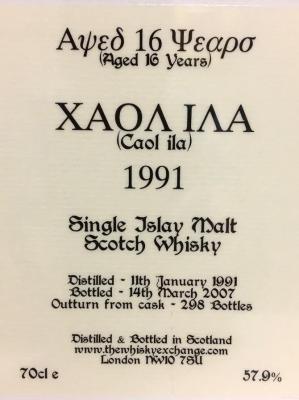 Αψεδ 16 Ψεαρσ
(Aged 16 Years)
ΧΑΟΛ ΙΛΑ
(Caol ila)
1991
Single Islay Malt
Scotch Whisky
Distilled - 11th January 1991
Bottled - 14th March 2007
Outturn from cask - 298 Bottles
Distilled & Bottled in Scotland
www.thewhiskyexchange.com
London NW10 7SU
70cl e
57.9%